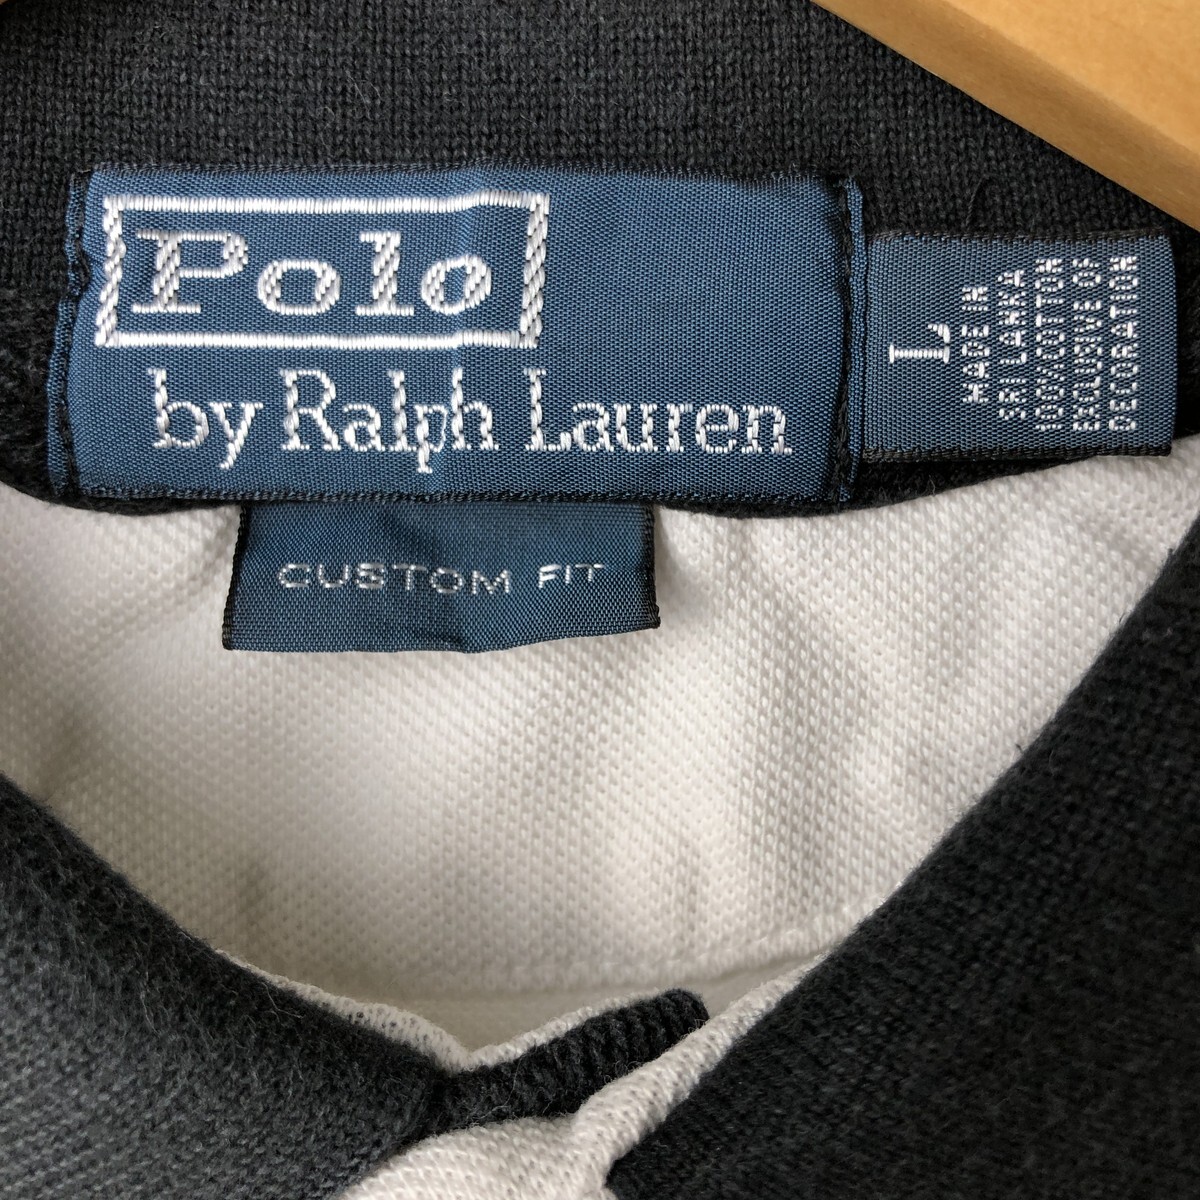 Polo
by Ralph Lauren
CUSTOM FIT
L
MADE IN
SRI LANKA
100% COTTON
EXCLUSIVE OF
DECORATION